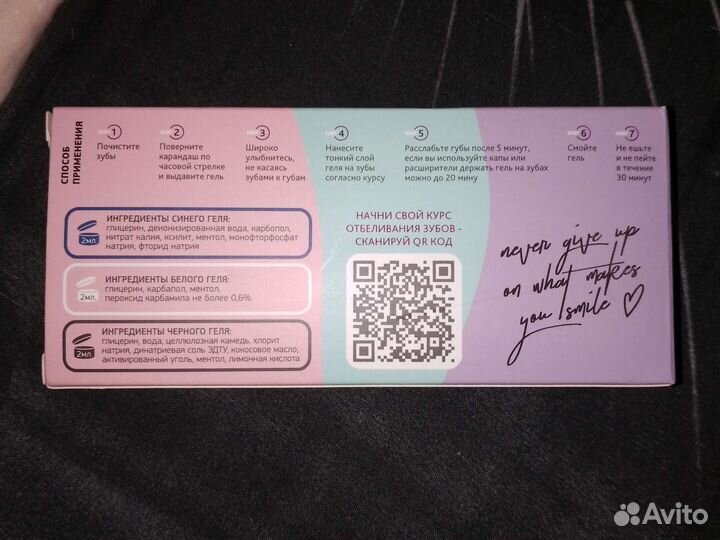 СПОСОБ
ПРИМЕНЕНИЯ
1
Почистите
зубы
2
Поверните
карандаш по
часовой стрелке
и выдавите гель
3
Широко
улыбнитесь,
не касаясь
зубами к губам
4
Нанесите
тонкий слой
геля на зубы
согласно курсу
5
Расслабьте губы после 5 минут,
если вы используйте капы или
расширители держать гель на зубах
можно до 20 минут
6
Смойте
гель
7
Не ешьте
и не пейте
в течение
30 минут
2мл.
ИНГРЕДИЕНТЫ СИНЕГО ГЕЛЯ:
глицерин, деионизированная вода, карбопол,
нитрат калия, ксилит, ментол, монофторфосфат
натрия, фторид натрия
2мл.
ИНГРЕДИЕНТЫ БЕЛОГО ГЕЛЯ:
глицерин, карбапол, ментол,
пероксид карбамила не более 0,6%
2мл.
ИНГРЕДИЕНТЫ ЧЕРНОГО ГЕЛЯ:
глицерин, вода, целлюлозная камедь, хлорит
натрия, динатриевая соль ЭДТУ, кокосовое масло,
активированный уголь, ментол, лимонная кислота
НАЧНИ СВОЙ КУРС
ОТБЕЛИВАНИЯ ЗУБОВ -
СКАНИРУЙ QR КОД
never give up
on what makes
you smile
Avito